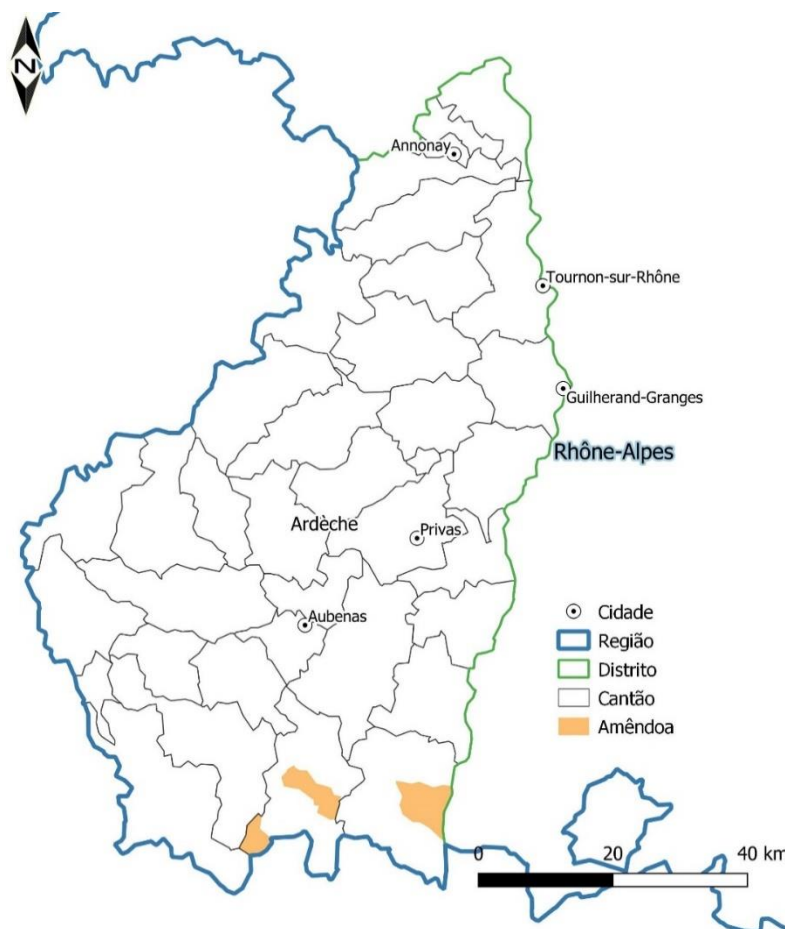 N
Annonay
Tournon-sur-Rhône
Guilherand-Granges
Rhône-Alpes
Ardèche
Privas
Aubenas
Cidade
Região
Distrito
Cantão
Amêndoa
0 20 40 km